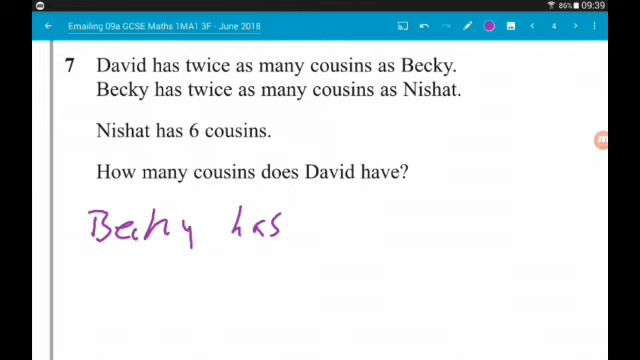 86% 09:39
Emailing 09a GCSE Maths 1MA1 3F - June 2018
4
7 David has twice as many cousins as Becky.
Becky has twice as many cousins as Nishat.
Nishat has 6 cousins.
How many cousins does David have?
Becky has